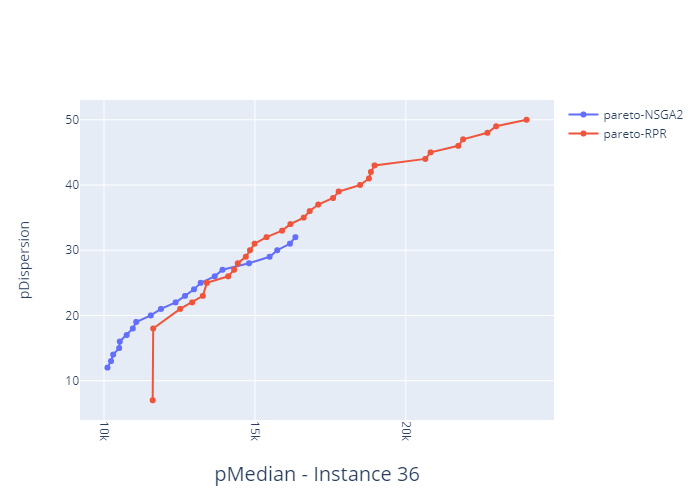 pareto-NSGA2
pareto-RPR
50
40
30
20
10
pDispersion
10k
15k
20k
pMedian - Instance 36